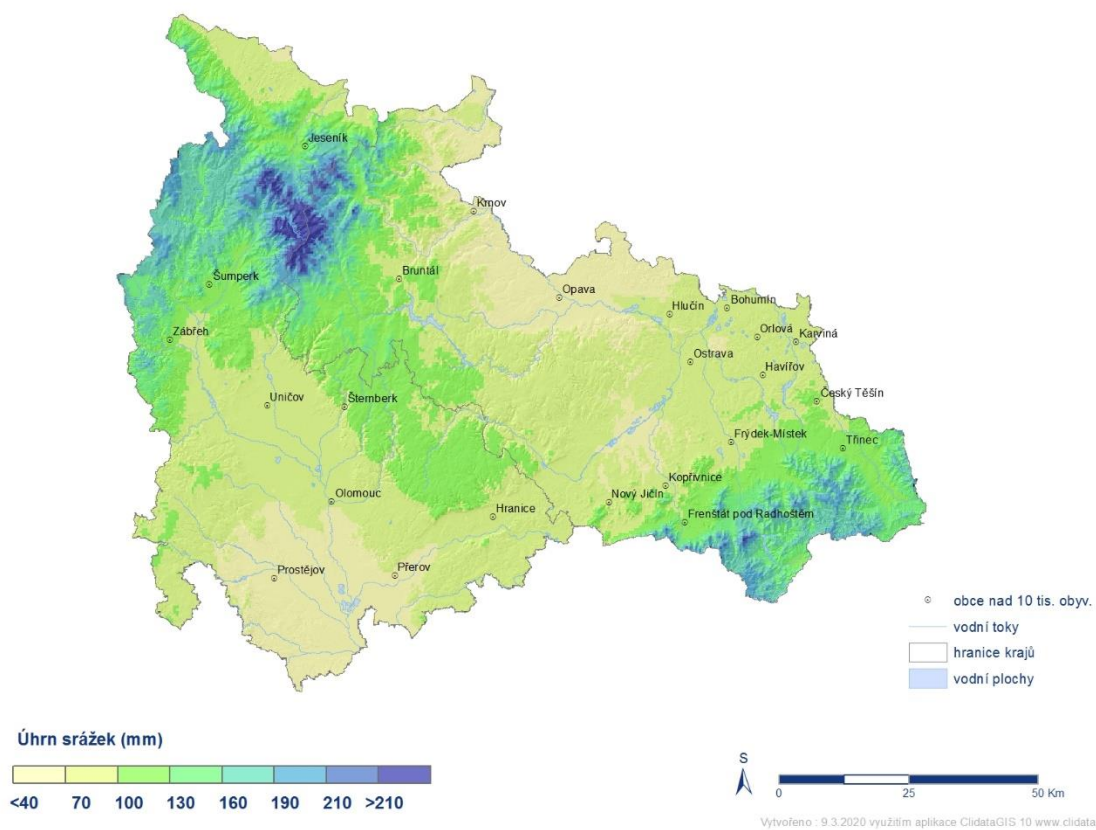 Jeseník
Krnov
Šumperk
Bruntál
Opava
Hlučín
Bohumín
Zábřeh
Orlová
Karviná
Ostrava
Havířov
Uničov
Šternberk
Český Těšín
Frýdek-Místek
Třinec
Kopřivnice
Olomouc
Nový Jičín
Hranice
Frenštát pod Radhoštěm
Prostějov
Přerov
obce nad 10 tis. obyv.
vodní toky
hranice krajů
vodní plochy
Úhrn srážek (mm)
<40 70 100 130 160 190 210 >210
S
0 25 50 Km
Vytvořeno : 9.3.2020 využitím aplikace ClidataGIS 10 www.clidata